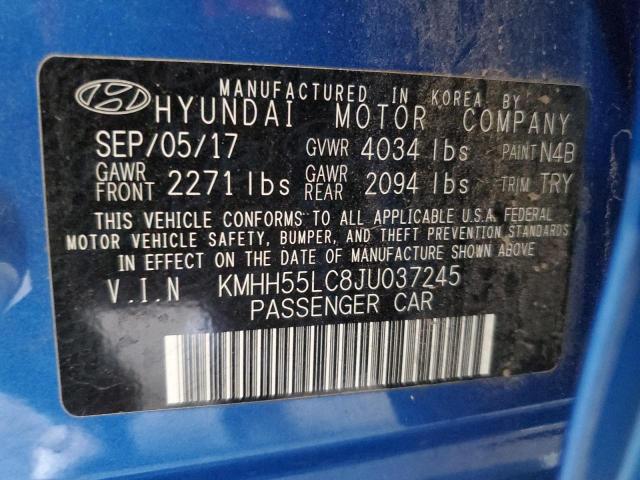 MANUFACTURED IN KOREA BY
HYUNDAI MOTOR COMPANY
SEP/05/17 GVWR 4034 lbs PAINT N4B
GAWR FRONT 2271 lbs GAWR REAR 2094 lbs TRIM TRY
THIS VEHICLE CONFORMS TO ALL APPLICABLE U.S.A. FEDERAL
MOTOR VEHICLE SAFETY, BUMPER, AND THEFT PREVENTION STANDARDS
IN EFFECT ON THE DATE OF MANUFACTURE SHOWN ABOVE
V.I.N KMHH55LC8JU037245
PASSENGER CAR